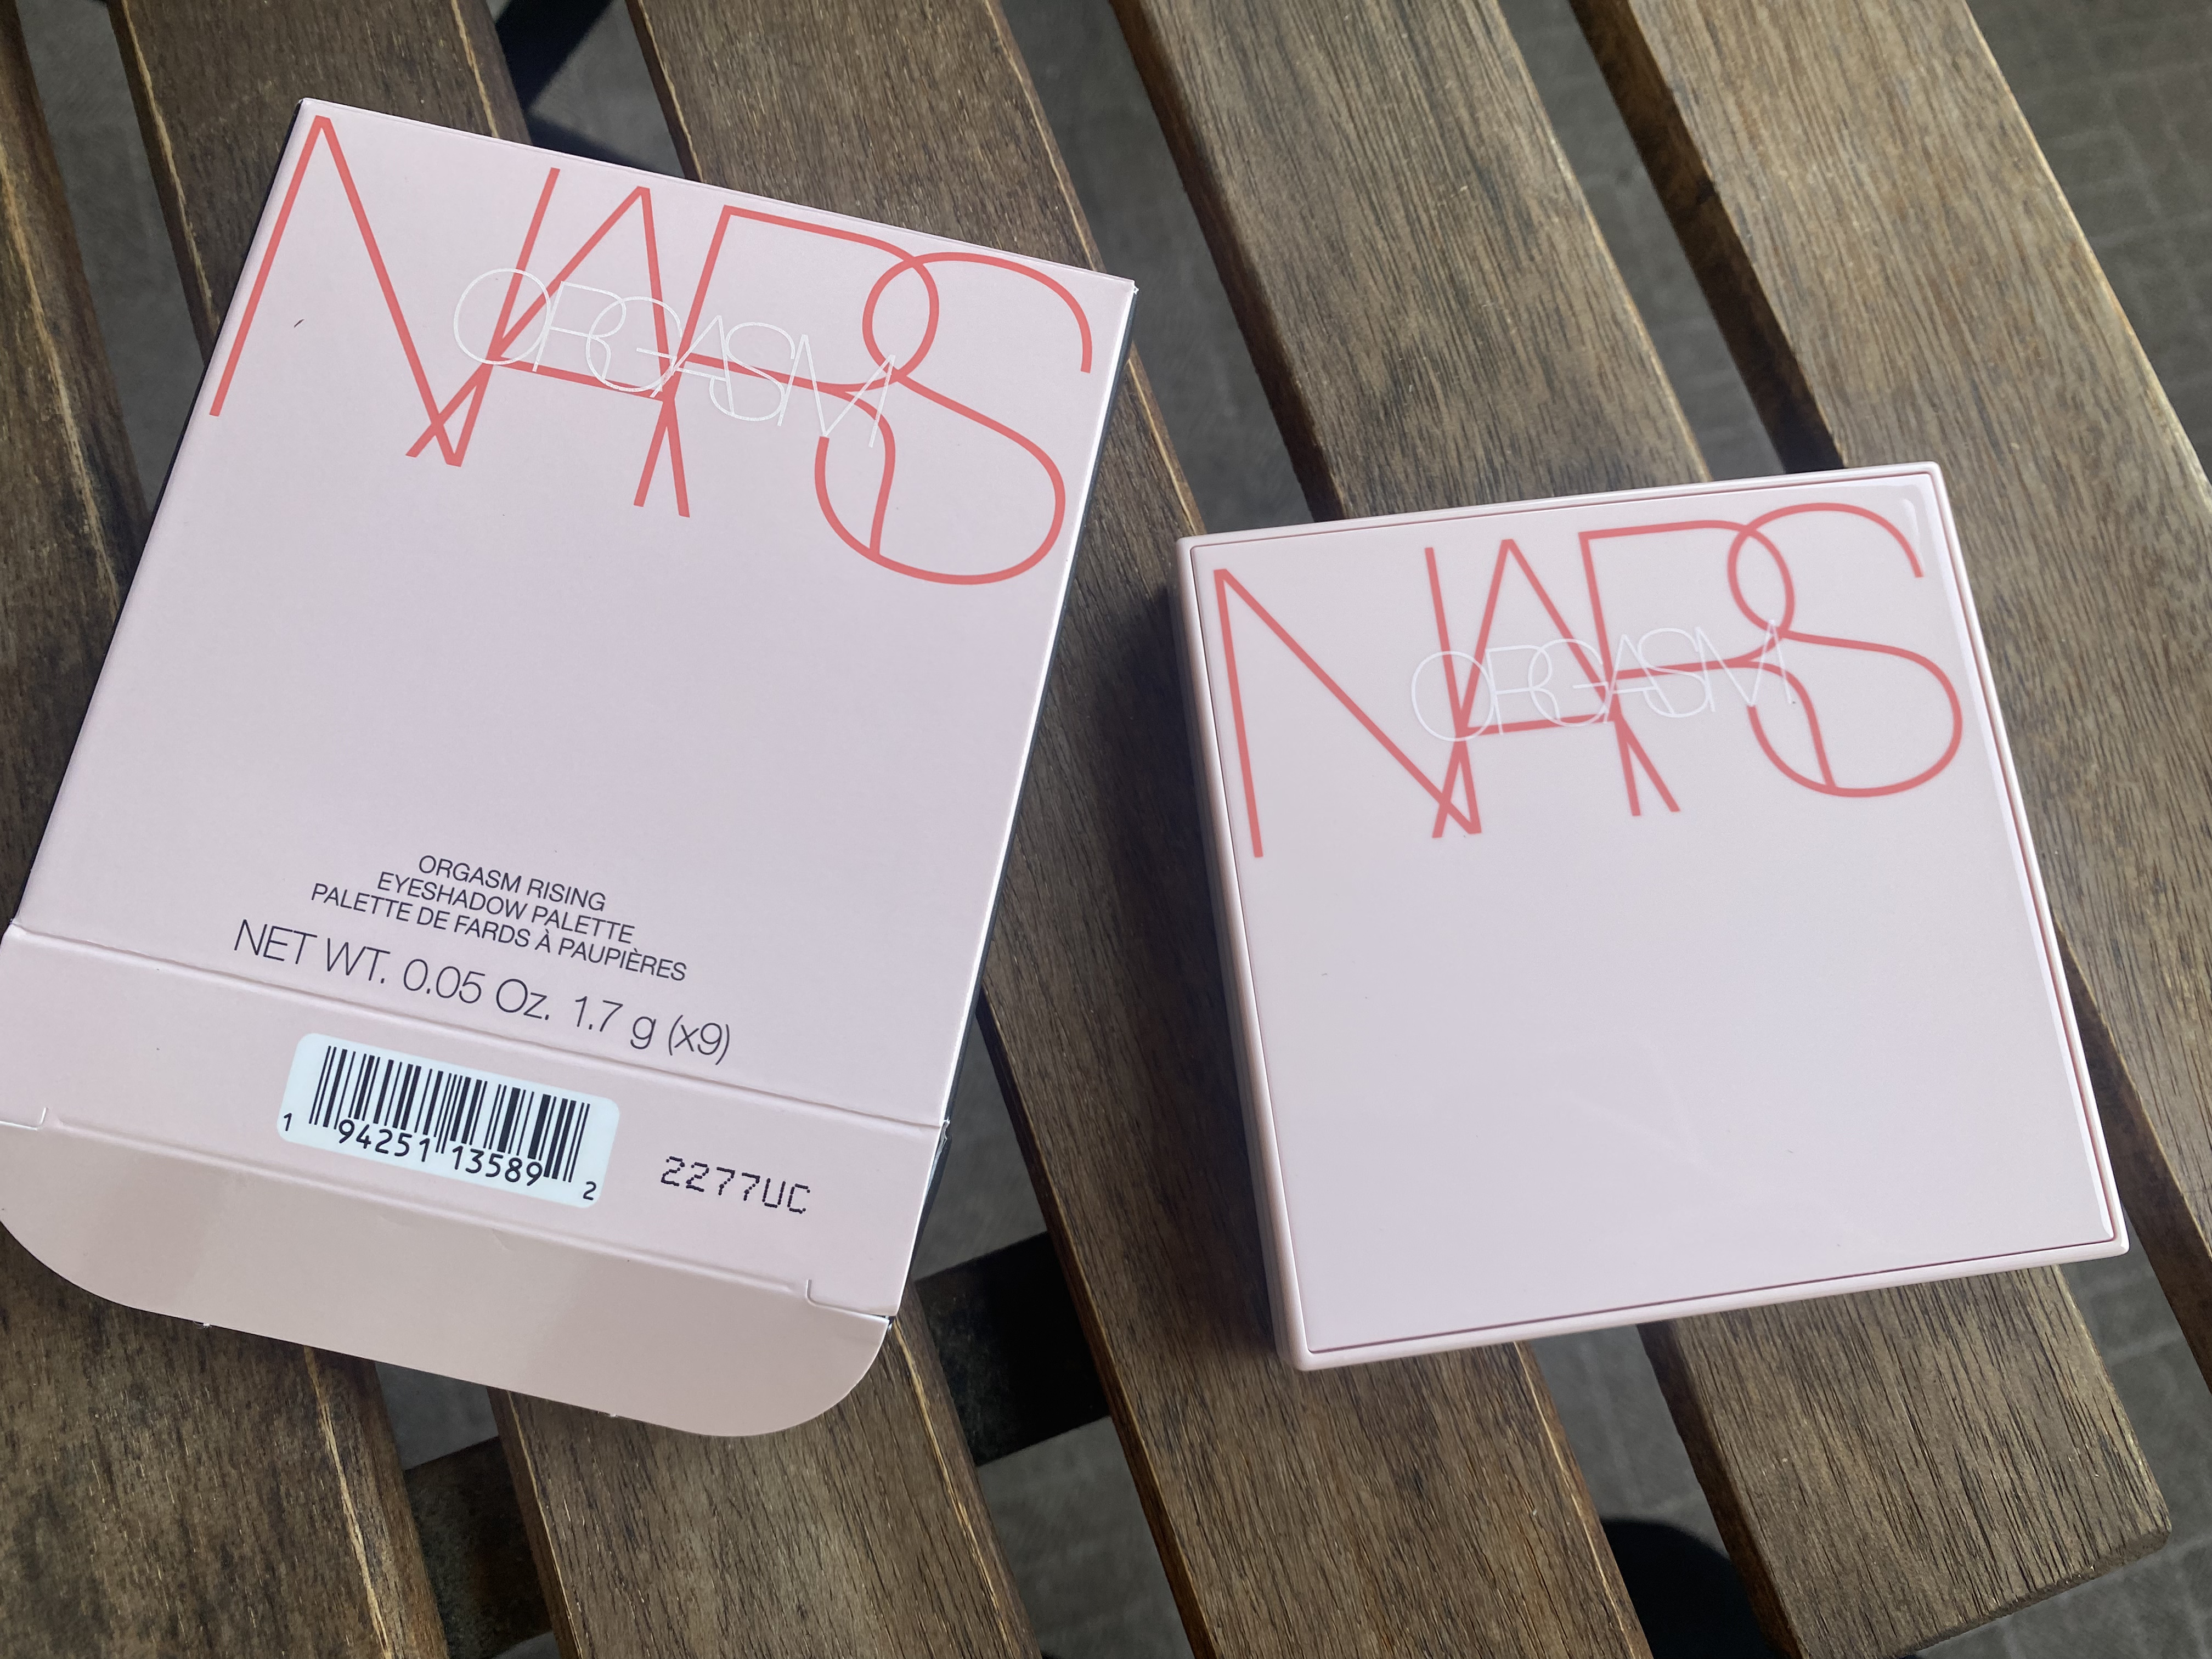 NARS
ORGASM
ORGASM RISING
EYESHADOW PALETTE
PALETTE DE FARDS À PAUPIÈRES
NET WT. 0.05 Oz. 1.7 g (x9)
1 94251 13589 2
2277UC
NARS
ORGASM